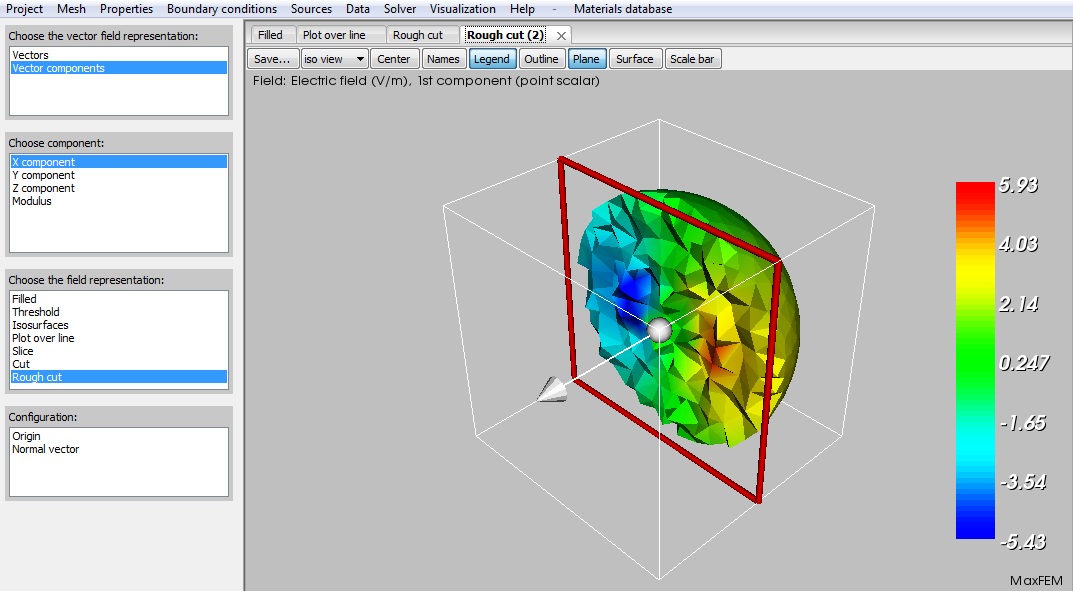 Project Mesh Properties Boundary conditions Sources Data Solver Visualization Help - Materials database
Choose the vector field representation:
Vectors
Vector components
Choose component:
X component
Y component
Z component
Modulus
Choose the field representation:
Filled
Threshold
Isosurfaces
Plot over line
Slice
Cut
Rough cut
Configuration:
Origin
Normal vector
Filled Plot over line Rough cut Rough cut (2)
Save... iso view Center Names Legend Outline Plane Surface Scale bar
Field: Electric field (V/m), 1st component (point scalar)
5.93
4.03
2.14
0.247
-1.65
-3.54
-5.43
MaxFEM